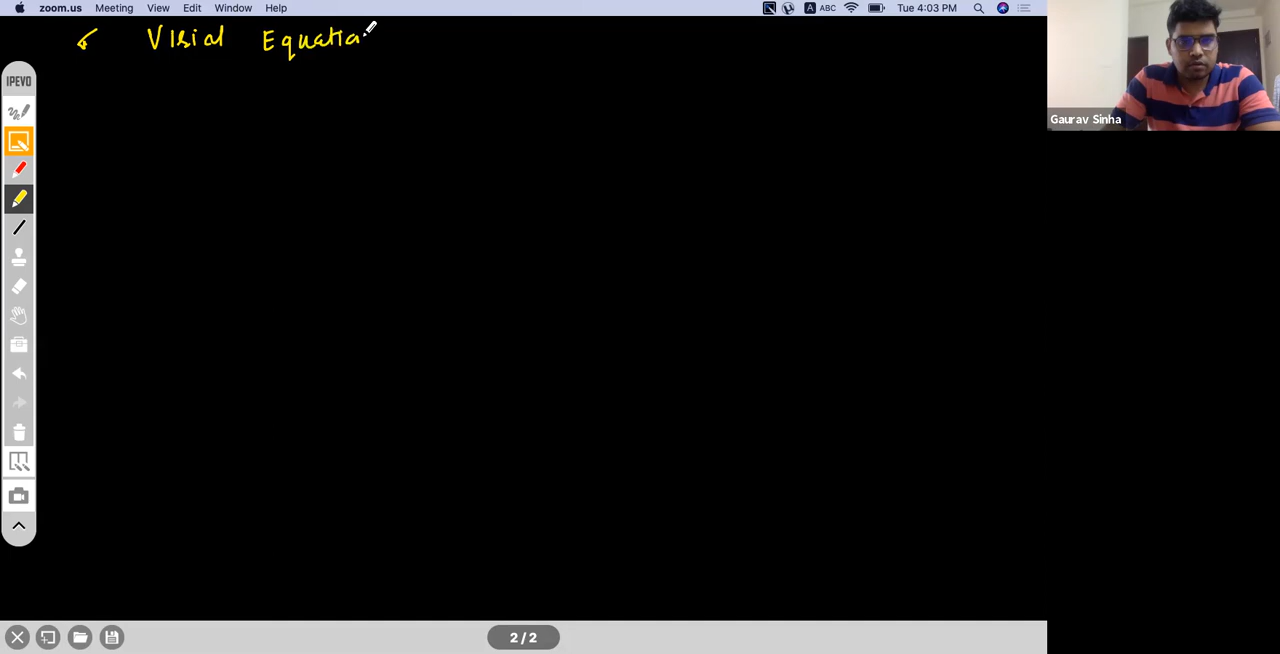 zoom.us Meeting View Edit Window Help A ABC Tue 4:03 PM
Virial Equatio
IPEVO
Gaurav Sinha
2 / 2